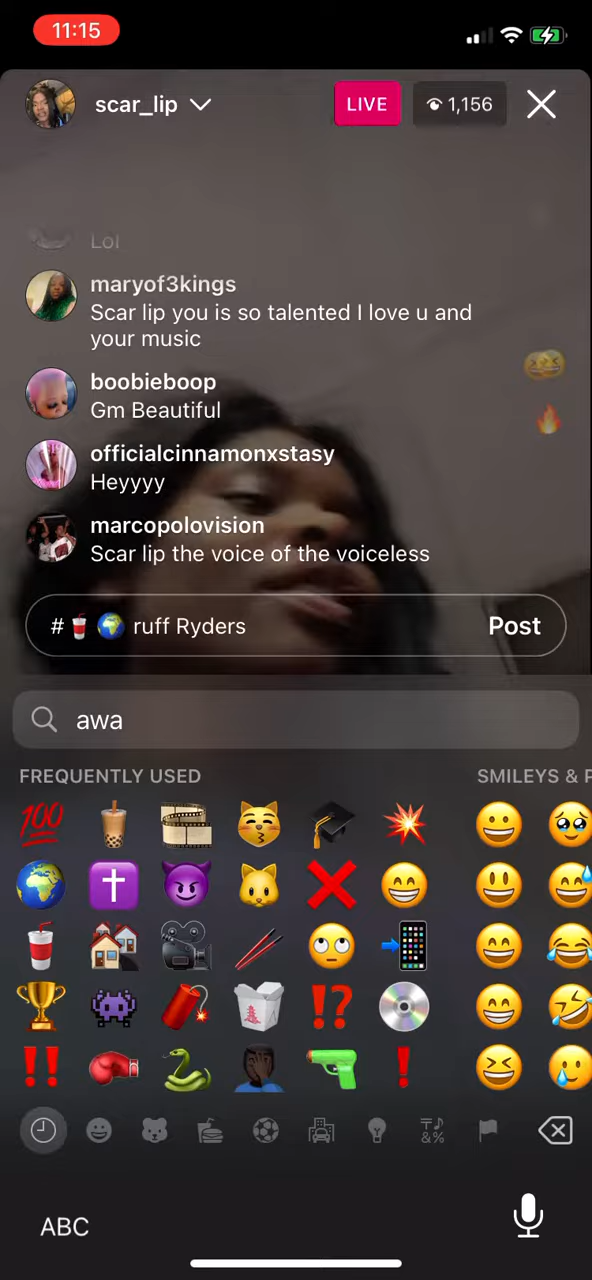 11:15
scar_lip LIVE 1,156
Lol
maryof3kings
Scar lip you is so talented I love u and
your music
boobieboop
Gm Beautiful
officialcinnamonxstasy
Heyyyy
marcopolovision
Scar lip the voice of the voiceless
#🥤🌍 ruff Ryders Post
awa
FREQUENTLY USED SMILEYS & P
ABC